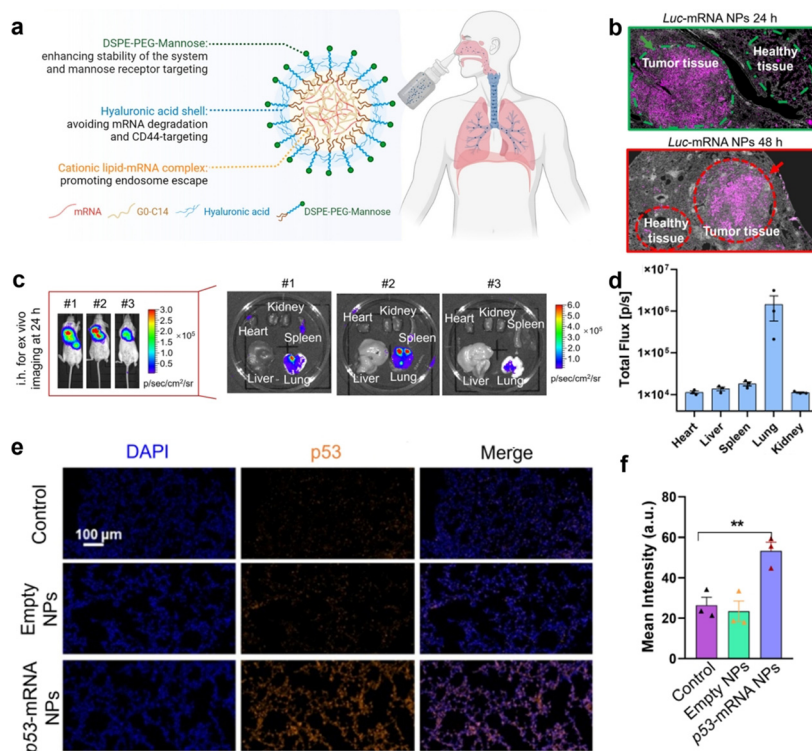 a
DSPE-PEG-Mannose:
enhancing stability of the system
and mannose receptor targeting
Hyaluronic acid shell:
avoiding mRNA degradation
and CD44-targeting
Cationic lipid-mRNA complex:
promoting endosome escape
mRNA G0-C14 Hyaluronic acid DSPE-PEG-Mannose
b
Luc-mRNA NPs 24 h
Tumor tissue
Healthy
tissue
Luc-mRNA NPs 48 h
Healthy
tissue
Tumor tissue
c
i.h. for ex vivo
imaging at 24 h
#1 #2 #3
3.0
2.5
2.0
1.5
1.0
0.5
×10⁵
p/sec/cm²/sr
#1
Heart
Kidney
Spleen
Liver
Lung
#2
Heart
Kidney
Spleen
Liver
Lung
#3
Heart
Kidney
Spleen
Liver
Lung
6.0
5.0
4.0
3.0
2.0
1.0
×10⁵
p/sec/cm²/sr
d
Total Flux [p/s]
1×10⁷
1×10⁶
1×10⁵
1×10⁴
Heart
Liver
Spleen
Lung
Kidney
e
DAPI p53 Merge
Control
100 µm
Empty
NPs
p53-mRNA
NPs
f
Mean Intensity (a.u.)
80
60
40
20
0
**
Control
Empty NPs
p53-mRNA NPs